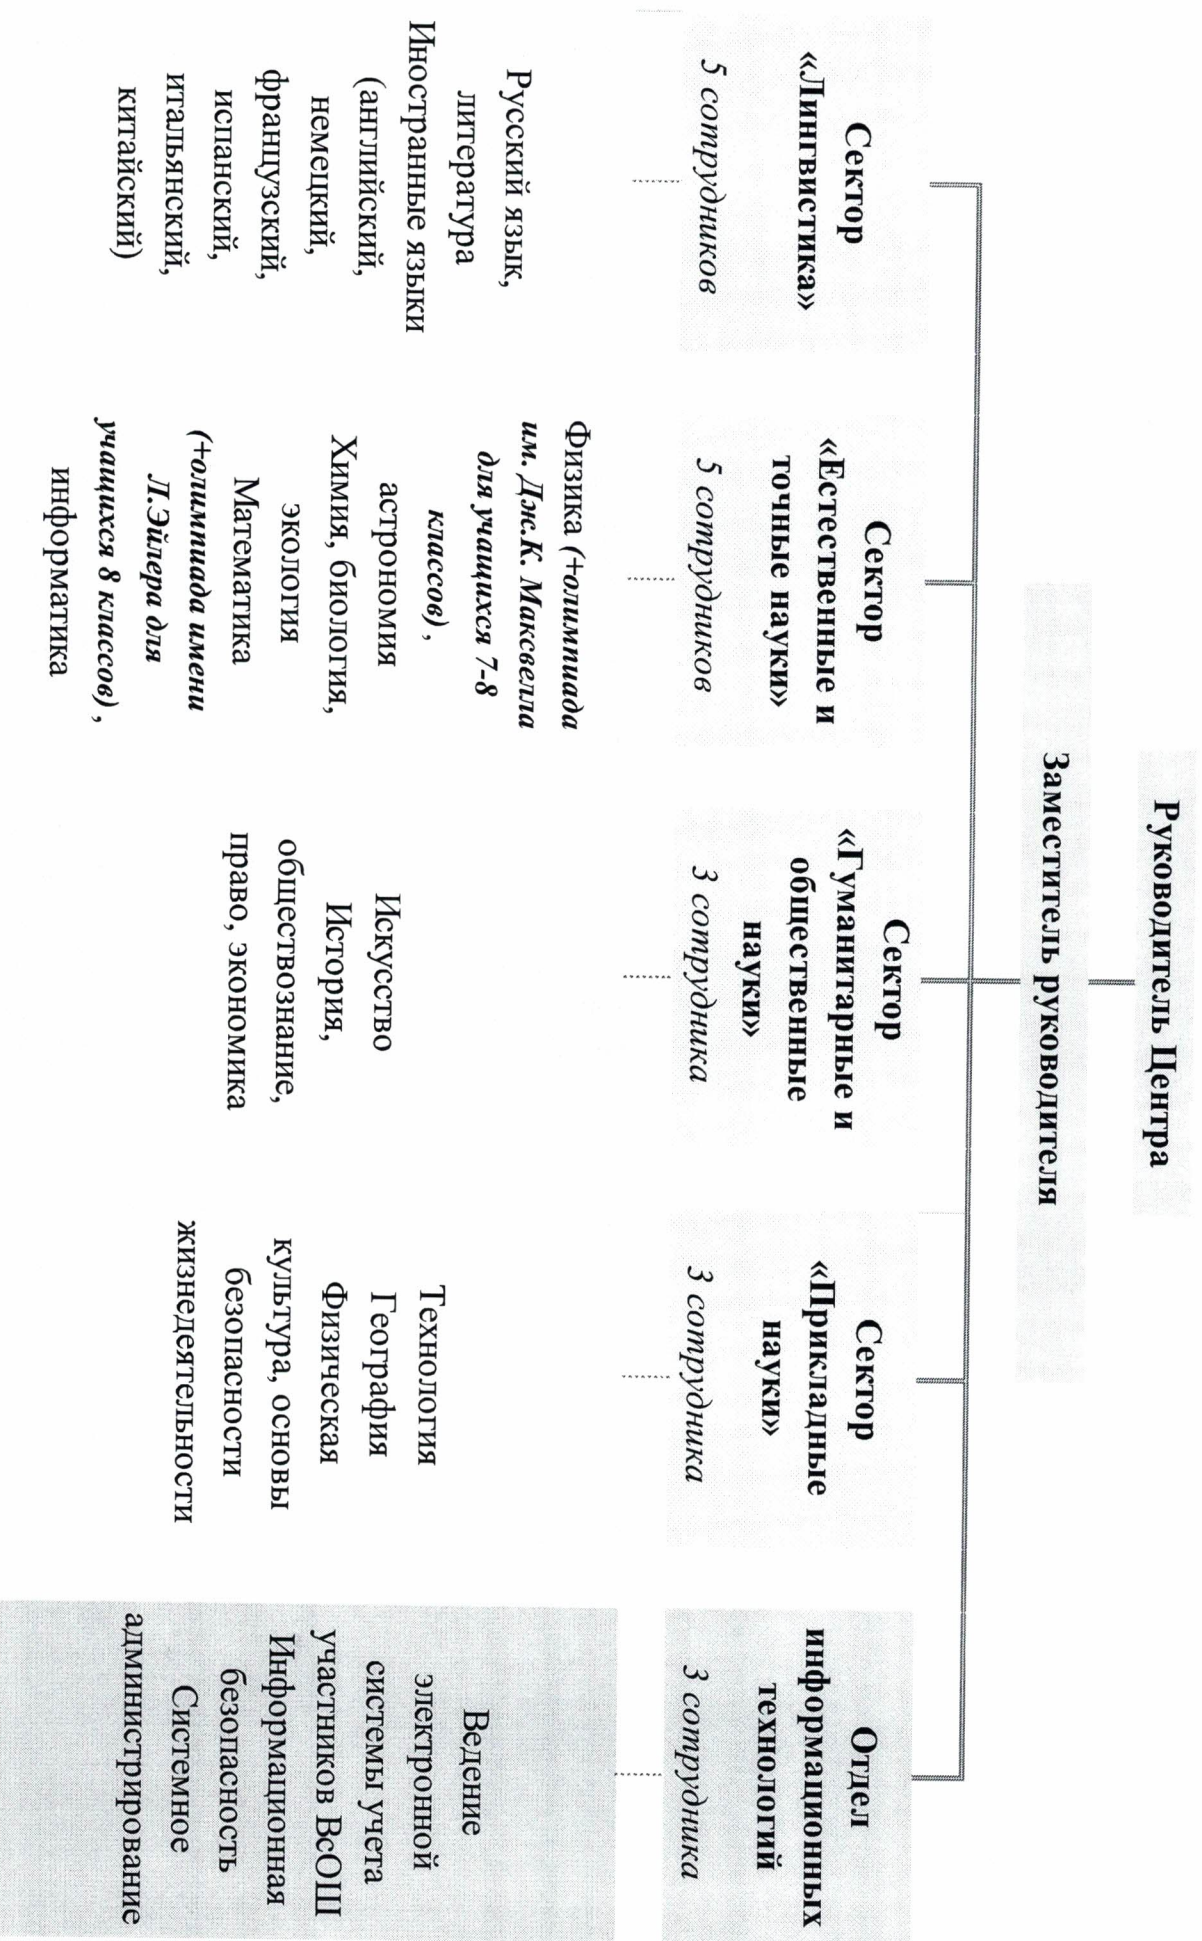 Руководитель Центра
Заместитель руководителя
Сектор
«Лингвистика»
5 сотрудников
Русский язык,
литература
Иностранные языки
(английский,
немецкий,
французский,
испанский,
итальянский,
китайский)
Сектор
«Естественные и
точные науки»
5 сотрудников
Физика (+олимпиада
им. Дж.К. Максвелла
для учащихся 7-8
классов),
астрономия
Химия, биология,
экология
Математика
(+олимпиада имени
Л.Эйлера для
учащихся 8 классов),
информатика
Сектор
«Гуманитарные и
общественные
науки»
3 сотрудника
Искусство
История,
обществознание,
право, экономика
Сектор
«Прикладные
науки»
3 сотрудника
Технология
География
Физическая
культура, основы
безопасности
жизнедеятельности
Отдел
информационных
технологий
3 сотрудника
Ведение
электронной
системы учета
участников ВсОШ
Информационная
безопасность
Системное
администрирование